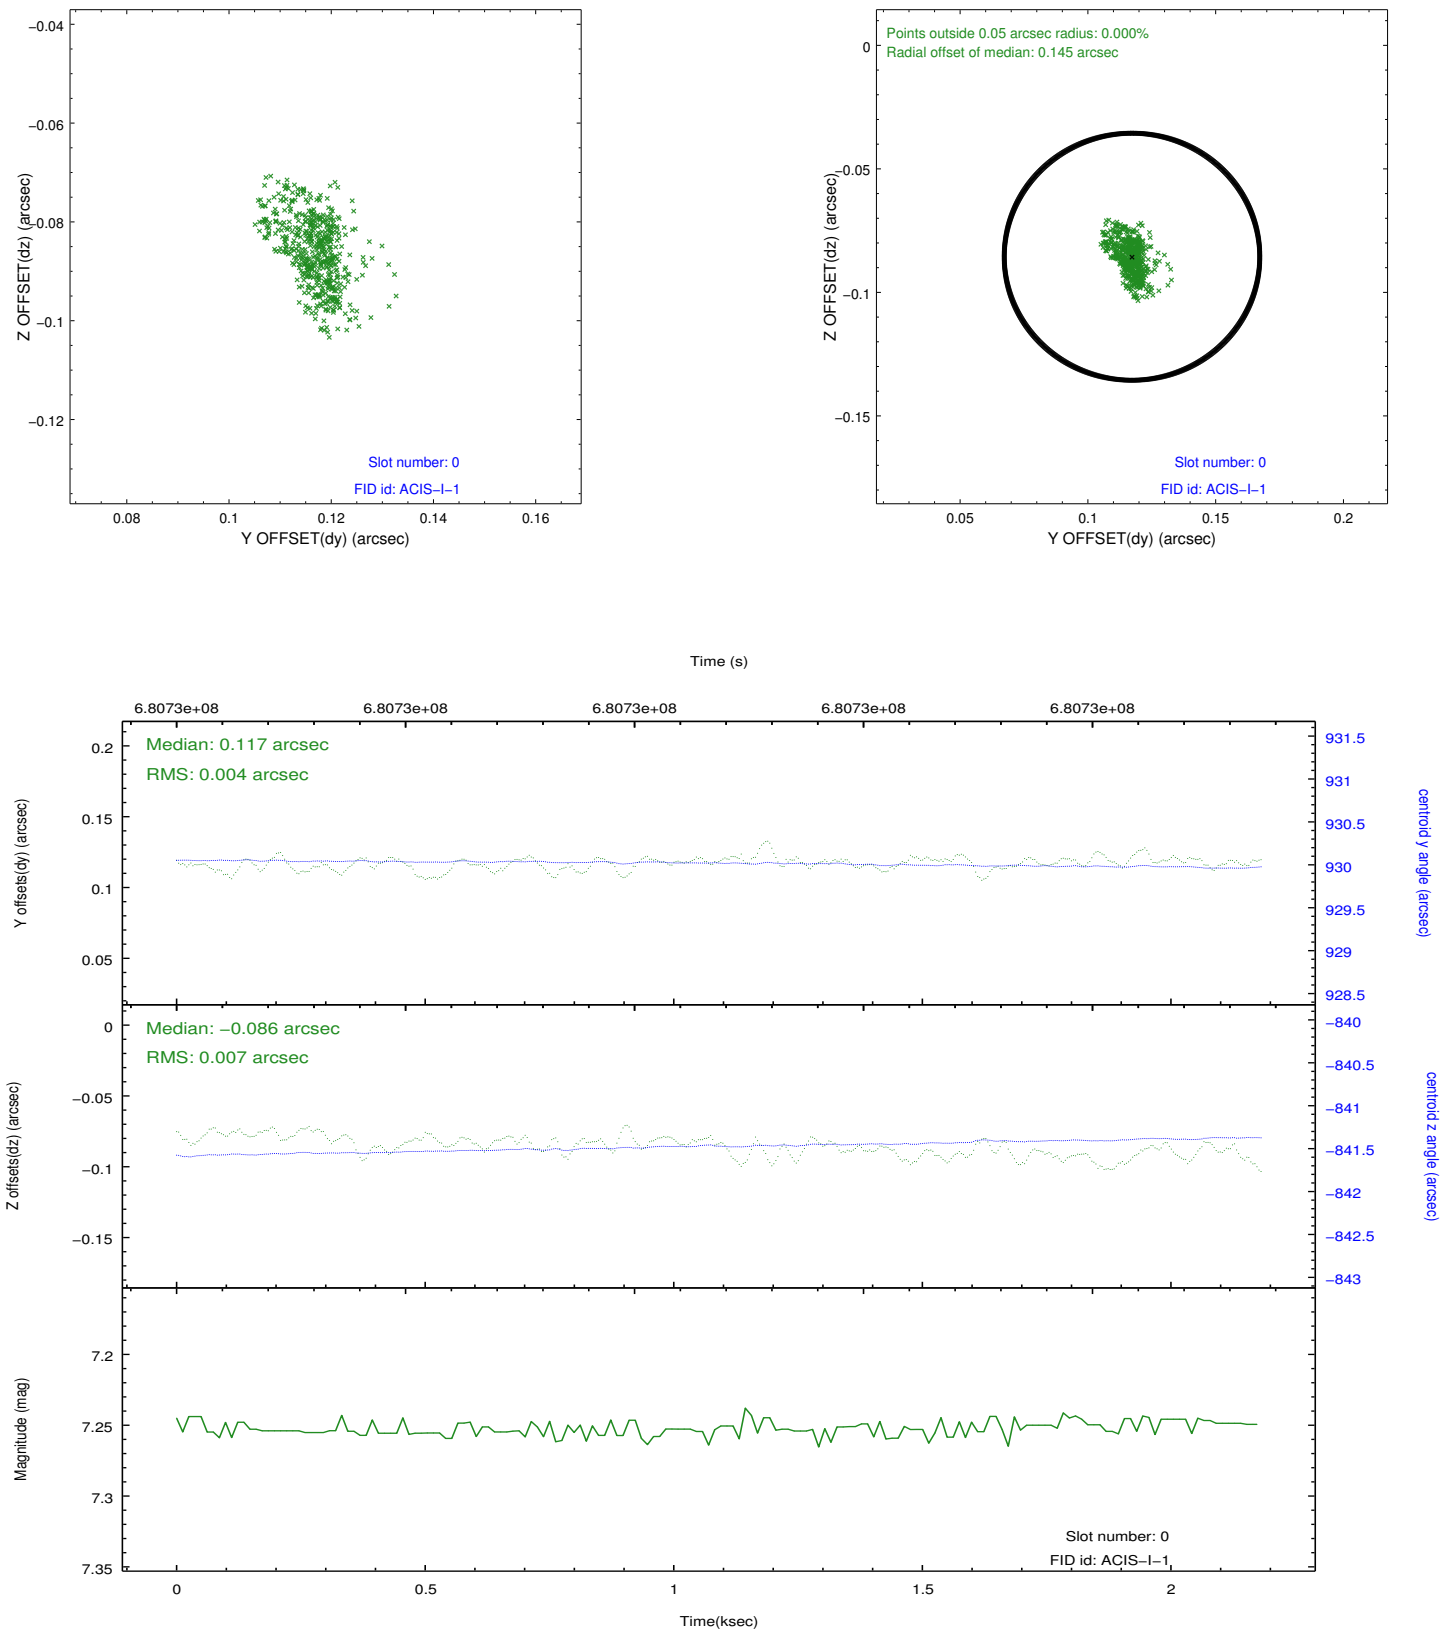 −0.04
−0.06
−0.08
−0.1
−0.12
Z OFFSET(dz) (arcsec)
Slot number: 0
FID id: ACIS−I−1
0.08
0.1
0.12
0.14
0.16
Y OFFSET(dy) (arcsec)
Points outside 0.05 arcsec radius: 0.000%
Radial offset of median: 0.145 arcsec
0
−0.05
−0.1
−0.15
Z OFFSET(dz) (arcsec)
Slot number: 0
FID id: ACIS−I−1
0.05
0.1
0.15
0.2
Y OFFSET(dy) (arcsec)
Time (s)
6.8073e+08
6.8073e+08
6.8073e+08
6.8073e+08
6.8073e+08
Median: 0.117 arcsec
RMS: 0.004 arcsec
0.2
0.15
0.1
0.05
Y offsets(dy) (arcsec)
931.5
931
930.5
930
929.5
929
928.5
centroid y angle (arcsec)
Median: −0.086 arcsec
RMS: 0.007 arcsec
0
−0.05
−0.1
−0.15
Z offsets(dz) (arcsec)
−840
−840.5
−841
−841.5
−842
−842.5
−843
centroid z angle (arcsec)
7.2
7.25
7.3
7.35
Magnitude (mag)
Slot number: 0
FID id: ACIS−I−1
0
0.5
1
1.5
2
Time(ksec)